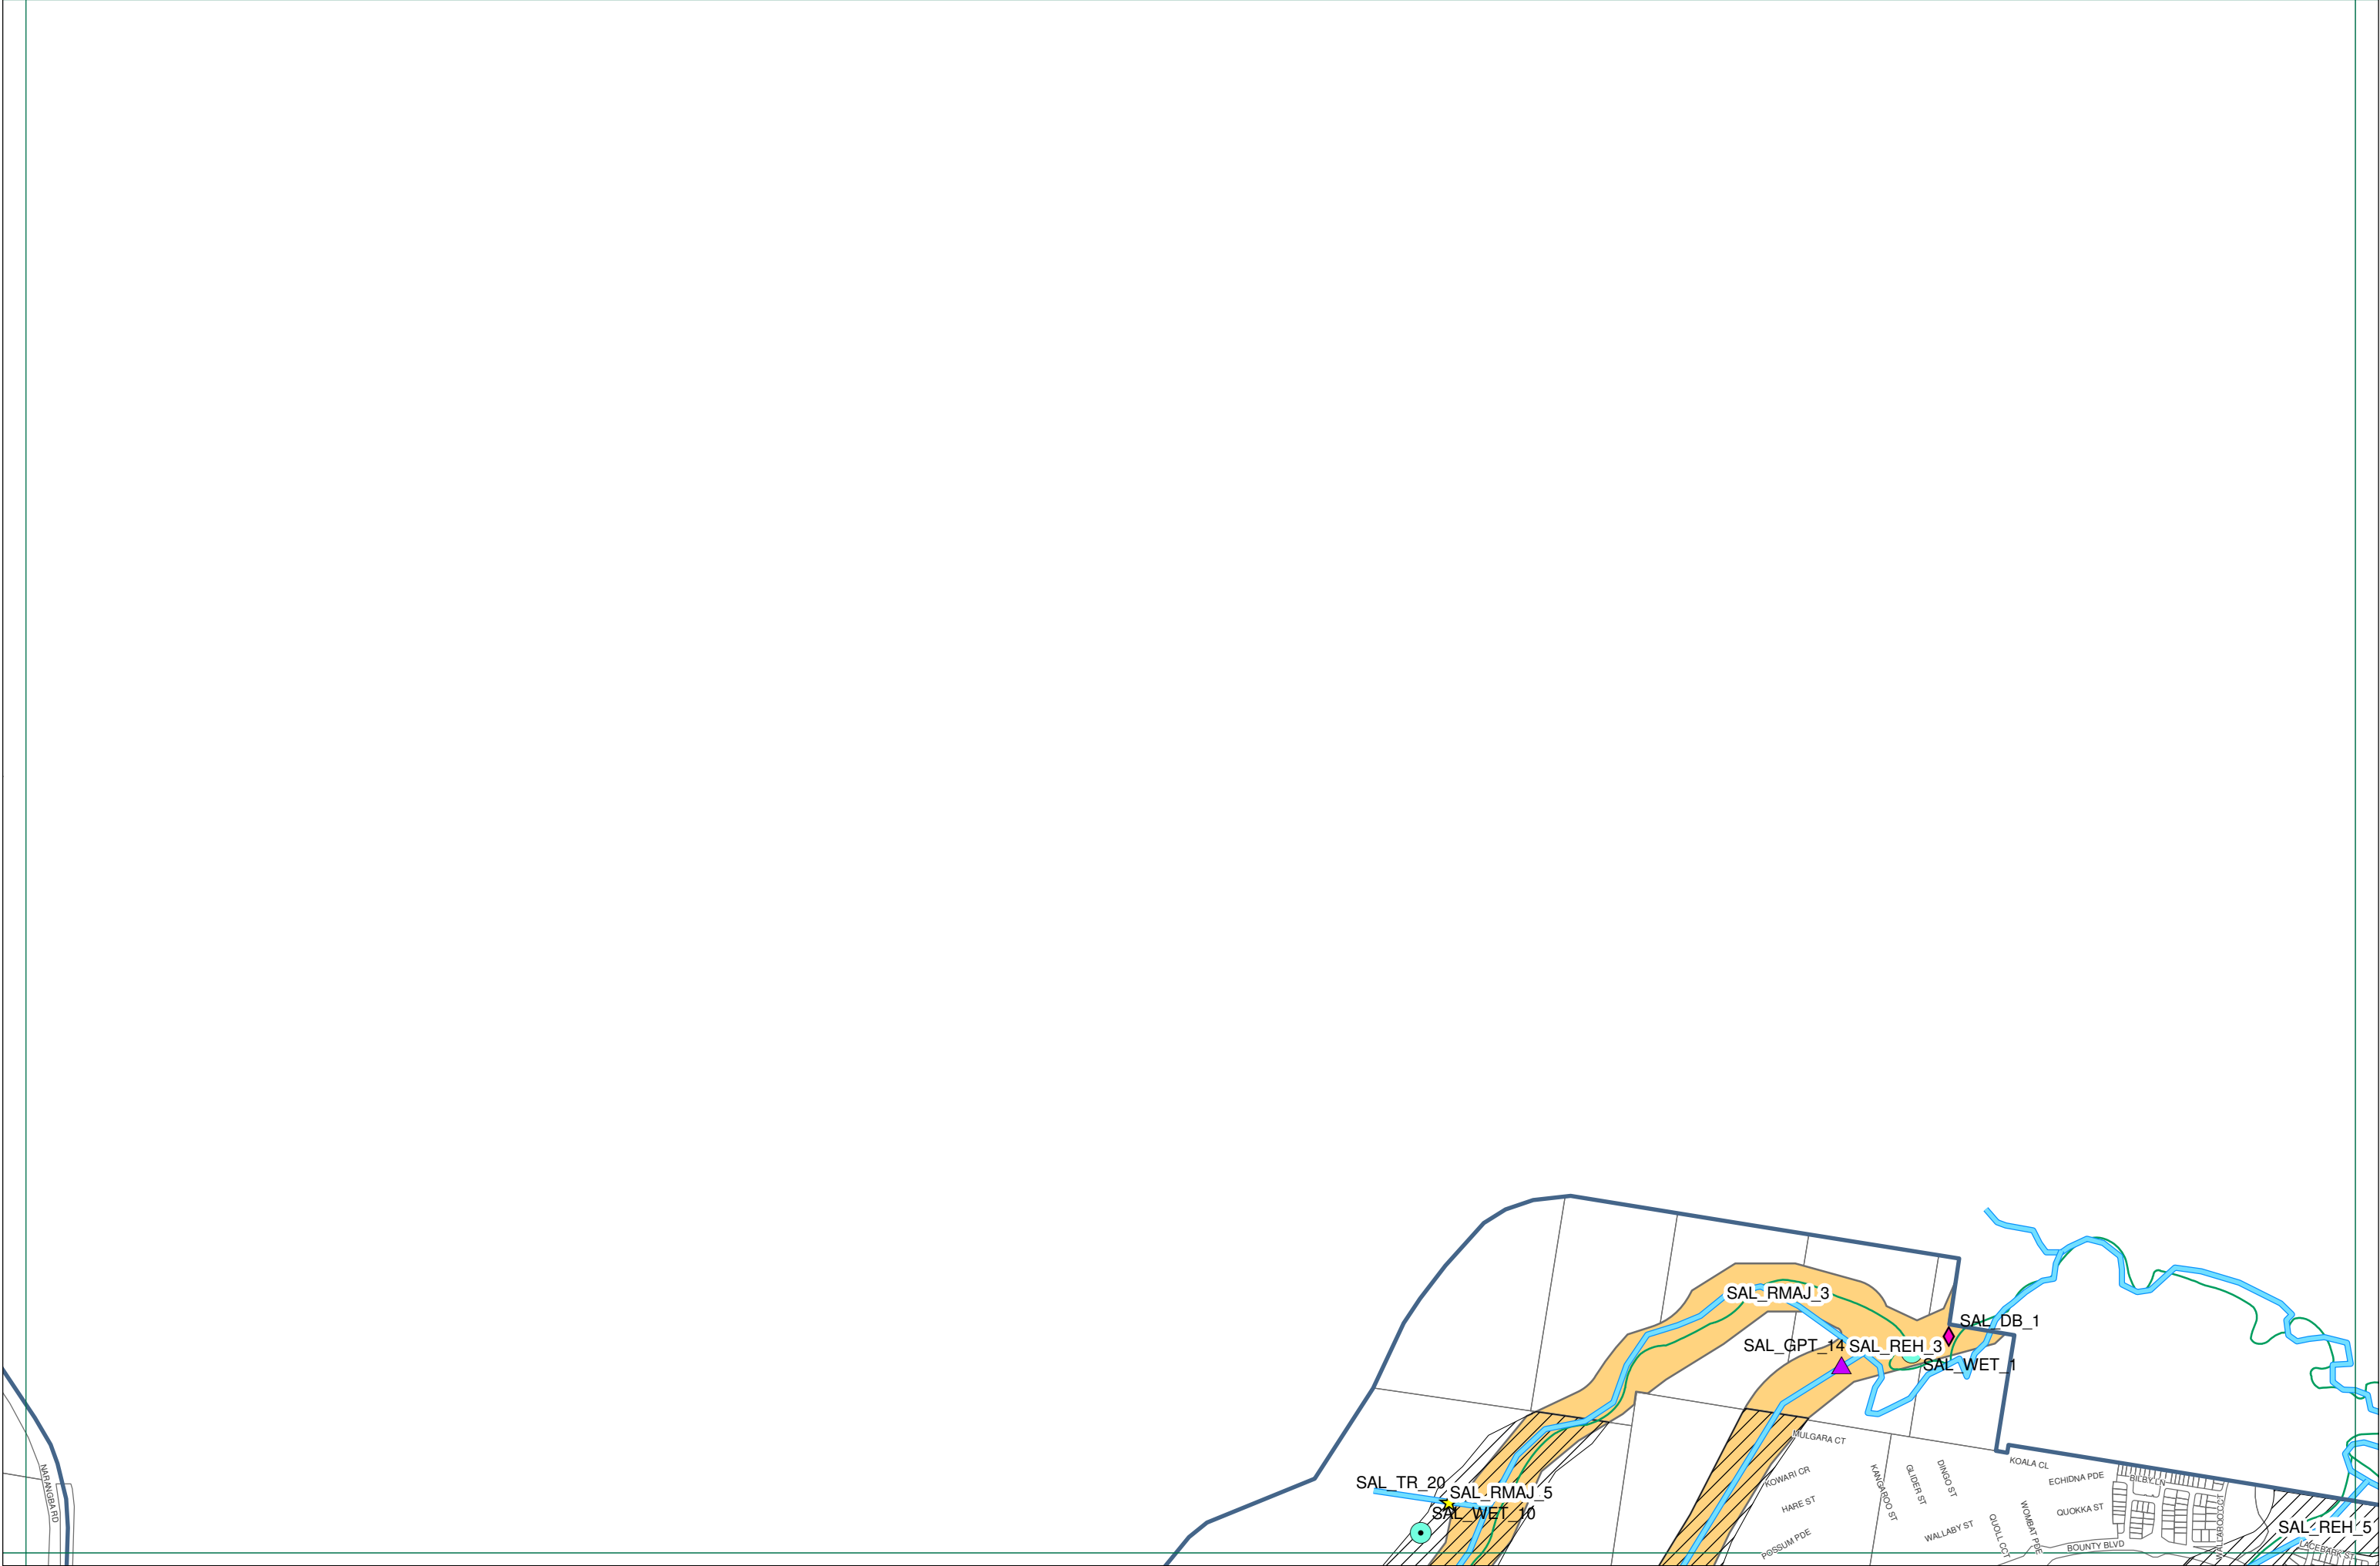 SAL_RMAJ_3
SAL_DB_1
SAL_GPT_14
SAL_REH_3
SAL_WET_1
MULGARA CT
KOALA CL
NARANGBA RD
SAL_TR_20
SAL_RMAJ_5
SAL_WET_10
KOWARI CR
HARE ST
POSSUM PDE
KANGAROO ST
GLIDER ST
DINGO ST
WALLABY ST
QUOLL CCT
WOMBAT PDE
ECHIDNA PDE
QUOKKA ST
BILBY LN
BOUNTY BLVD
SAL_REH_5
LACEBARK ST